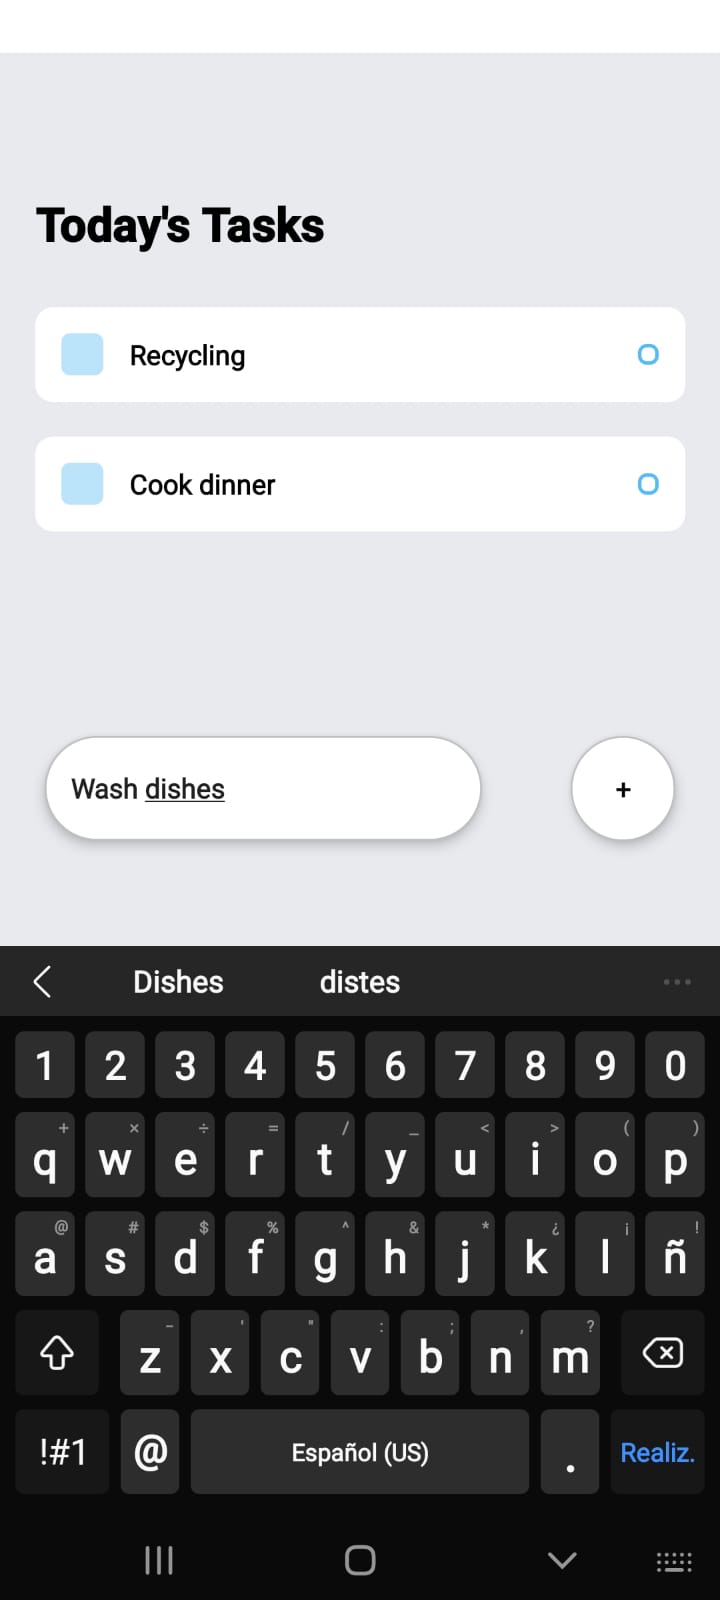 Today's Tasks
Recycling
Cook dinner
Wash dishes
+
Dishes distes
1 2 3 4 5 6 7 8 9 0
+ × ÷ = / _ < > ( )
q w e r t y u i o p
@ # $ % ^ & * ¿ ¡ !
a s d f g h j k l ñ
- ' " : ; , ?
z x c v b n m
!#1 @ Español (US) . Realiz.